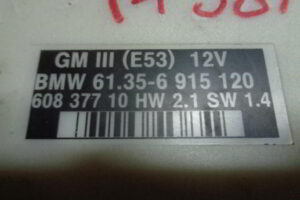 GM III (E53) 12V
BMW 61.35-6 915 120
608 377 10 HW 2.1 SW 1.4